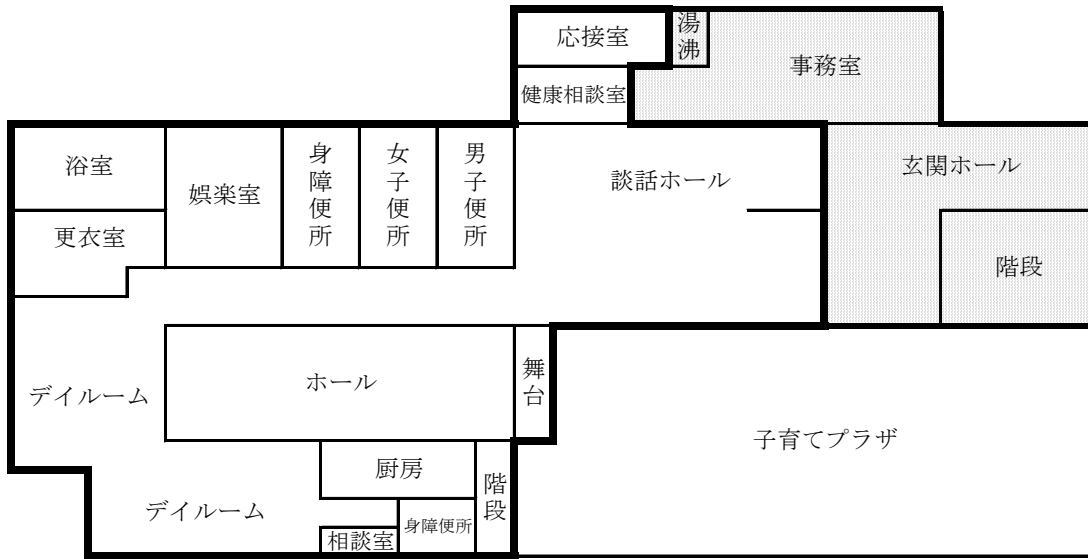 応接室
湯沸
事務室
健康相談室
浴室
娯楽室
身障便所
女子便所
男子便所
談話ホール
玄関ホール
更衣室
階段
デイルーム
ホール
舞台
子育てプラザ
厨房
階段
デイルーム
身障便所
相談室